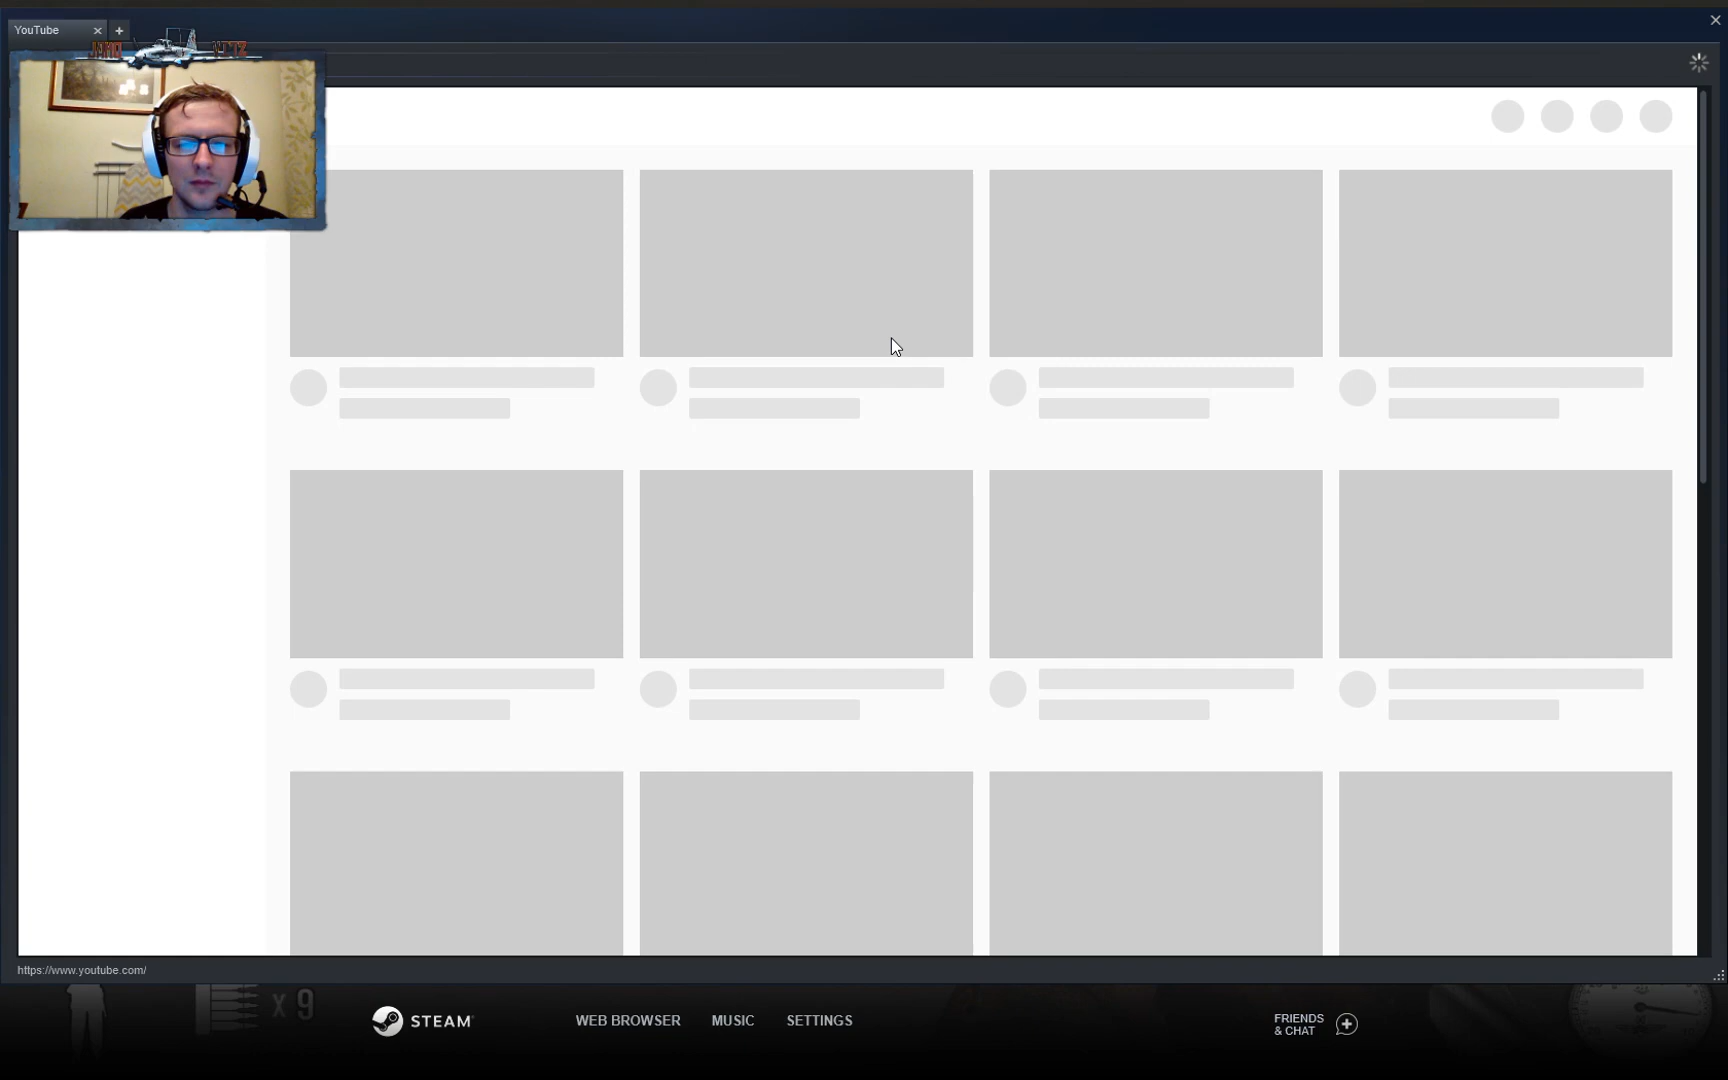 YouTube
https://www.youtube.com/
x 9
STEAM
WEB BROWSER
MUSIC
SETTINGS
FRIENDS
& CHAT